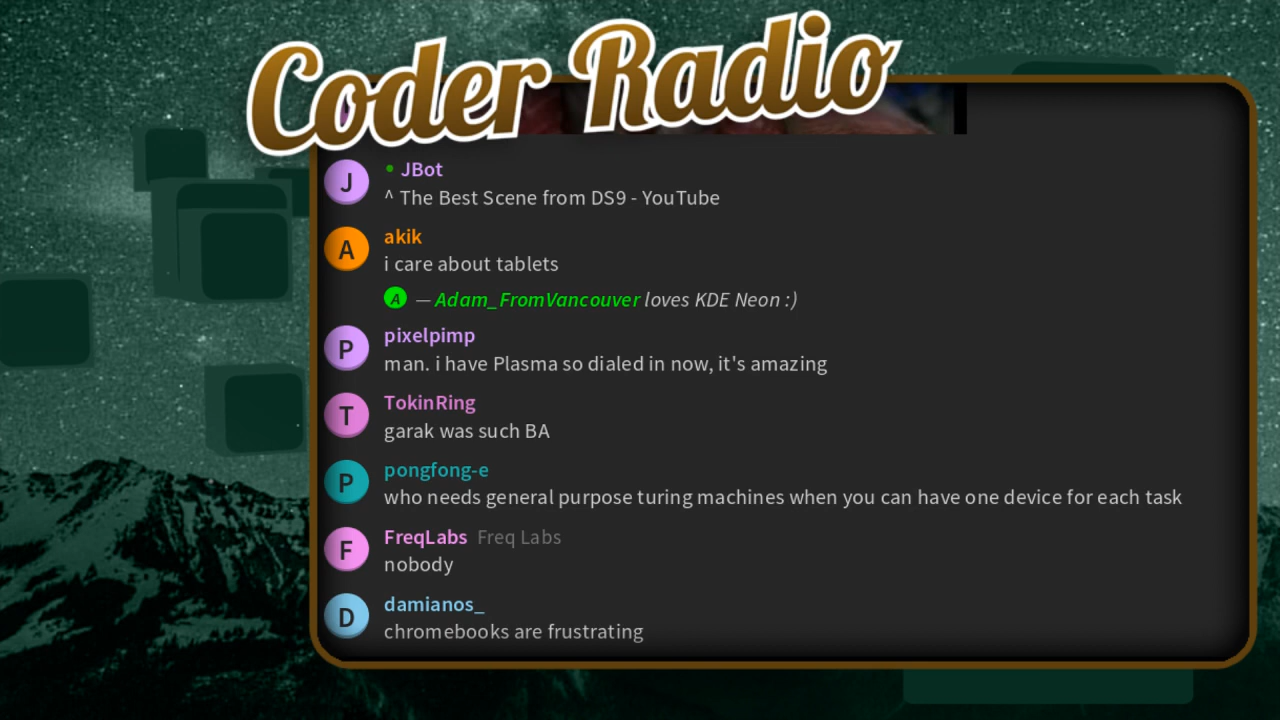 Coder Radio
J
• JBot
^ The Best Scene from DS9 - YouTube
A
akik
i care about tablets
A — Adam_FromVancouver loves KDE Neon :)
P
pixelpimp
man. i have Plasma so dialed in now, it's amazing
T
TokinRing
garak was such BA
P
pongfong-e
who needs general purpose turing machines when you can have one device for each task
F
FreqLabs Freq Labs
nobody
D
damianos_
chromebooks are frustrating